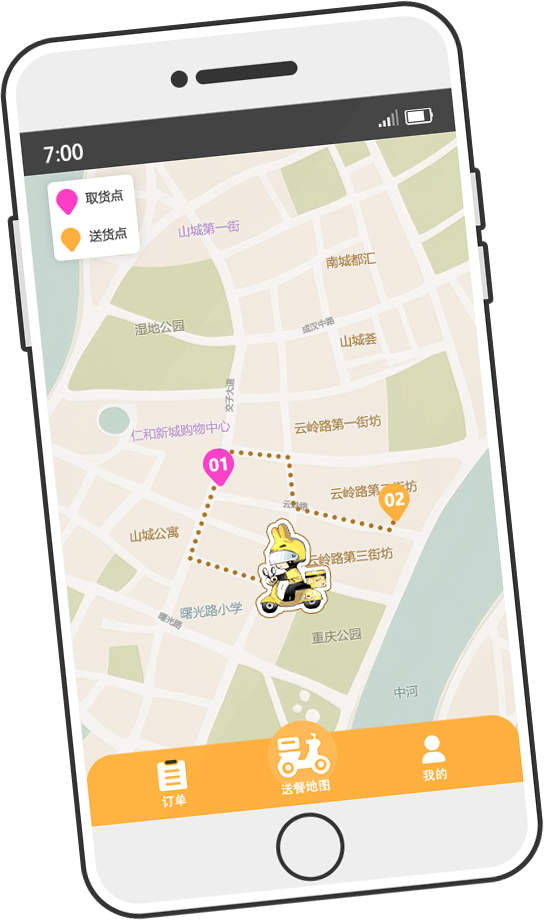 7:00
取货点
送货点
山城第一街
南城都汇
成汉中路
湿地公园
山城荟
交子大道
仁和新城购物中心
云岭路第一街坊
01
云岭路第二街坊
02
云岭路
山城公寓
云岭路第三街坊
曙光路小学
曙光路
重庆公园
中河
订单
送餐地图
我的